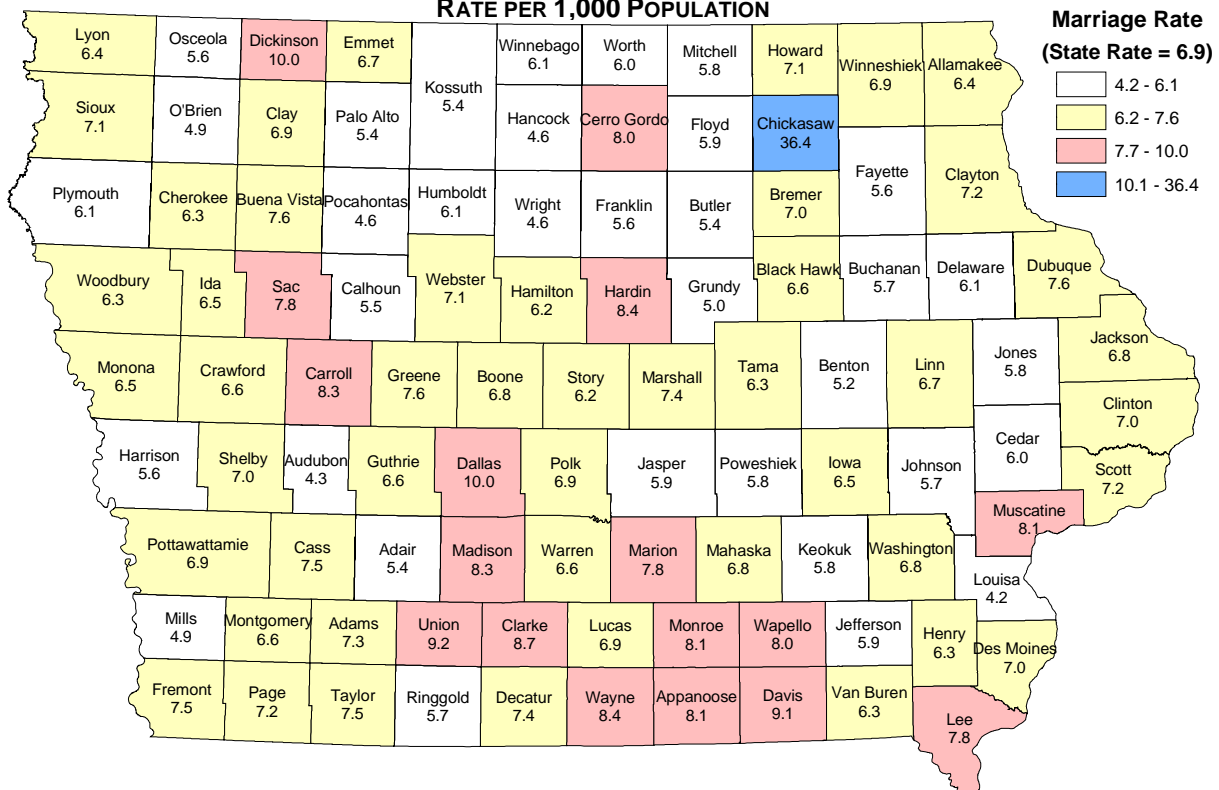 RATE PER 1,000 POPULATION
Marriage Rate
(State Rate = 6.9)
4.2 - 6.1
6.2 - 7.6
7.7 - 10.0
10.1 - 36.4
Lyon
6.4
Osceola
5.6
Dickinson
10.0
Emmet
6.7
Kossuth
5.4
Winnebago
6.1
Worth
6.0
Mitchell
5.8
Howard
7.1
Winneshiek
6.9
Allamakee
6.4
Sioux
7.1
O'Brien
4.9
Clay
6.9
Palo Alto
5.4
Hancock
4.6
Cerro Gordo
8.0
Floyd
5.9
Chickasaw
36.4
Fayette
5.6
Clayton
7.2
Plymouth
6.1
Cherokee
6.3
Buena Vista
7.6
Pocahontas
4.6
Humboldt
6.1
Wright
4.6
Franklin
5.6
Butler
5.4
Bremer
7.0
Woodbury
6.3
Ida
6.5
Sac
7.8
Calhoun
5.5
Webster
7.1
Hamilton
6.2
Hardin
8.4
Grundy
5.0
Black Hawk
6.6
Buchanan
5.7
Delaware
6.1
Dubuque
7.6
Monona
6.5
Crawford
6.6
Carroll
8.3
Greene
7.6
Boone
6.8
Story
6.2
Marshall
7.4
Tama
6.3
Benton
5.2
Linn
6.7
Jones
5.8
Jackson
6.8
Clinton
7.0
Harrison
5.6
Shelby
7.0
Audubon
4.3
Guthrie
6.6
Dallas
10.0
Polk
6.9
Jasper
5.9
Poweshiek
5.8
Iowa
6.5
Johnson
5.7
Cedar
6.0
Scott
7.2
Muscatine
8.1
Pottawattamie
6.9
Cass
7.5
Adair
5.4
Madison
8.3
Warren
6.6
Marion
7.8
Mahaska
6.8
Keokuk
5.8
Washington
6.8
Louisa
4.2
Mills
4.9
Montgomery
6.6
Adams
7.3
Union
9.2
Clarke
8.7
Lucas
6.9
Monroe
8.1
Wapello
8.0
Jefferson
5.9
Henry
6.3
Des Moines
7.0
Fremont
7.5
Page
7.2
Taylor
7.5
Ringgold
5.7
Decatur
7.4
Wayne
8.4
Appanoose
8.1
Davis
9.1
Van Buren
6.3
Lee
7.8